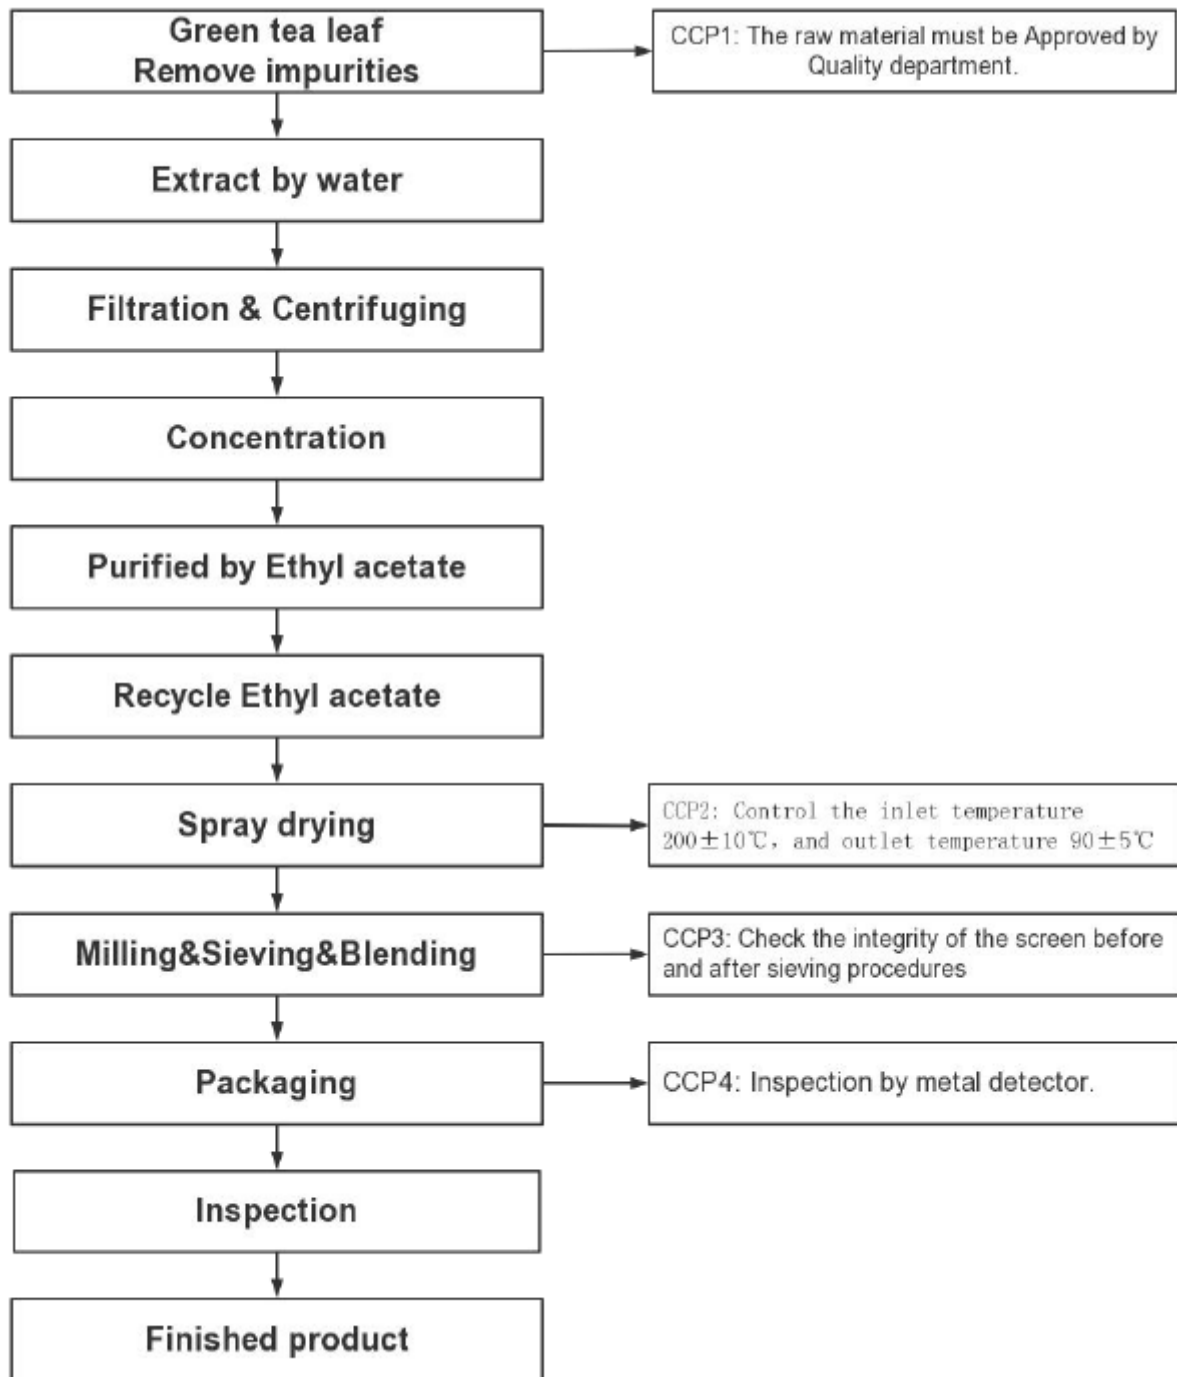 Green tea leaf
Remove impurities
CCP1: The raw material must be Approved by
Quality department.
Extract by water
Filtration & Centrifuging
Concentration
Purified by Ethyl acetate
Recycle Ethyl acetate
Spray drying
CCP2: Control the inlet temperature
200±10℃, and outlet temperature 90±5℃
Milling&Sieving&Blending
CCP3: Check the integrity of the screen before
and after sieving procedures
Packaging
CCP4: Inspection by metal detector.
Inspection
Finished product